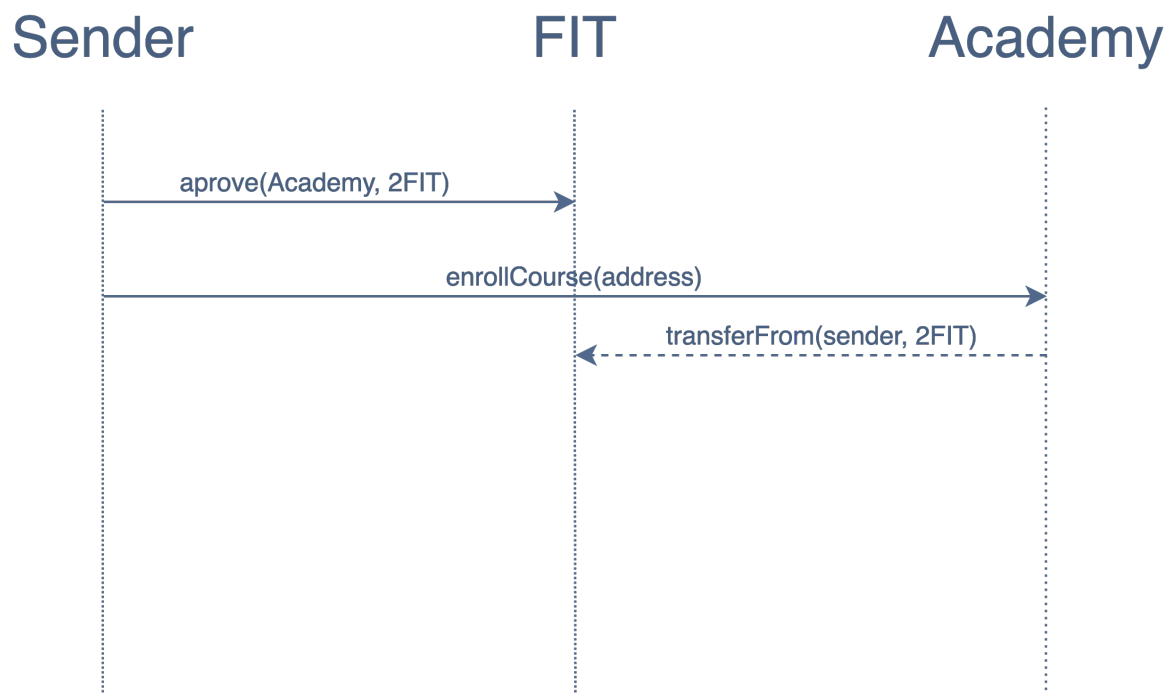 Sender
FIT
Academy
aprove(Academy, 2FIT)
enrollCourse(address)
transferFrom(sender, 2FIT)